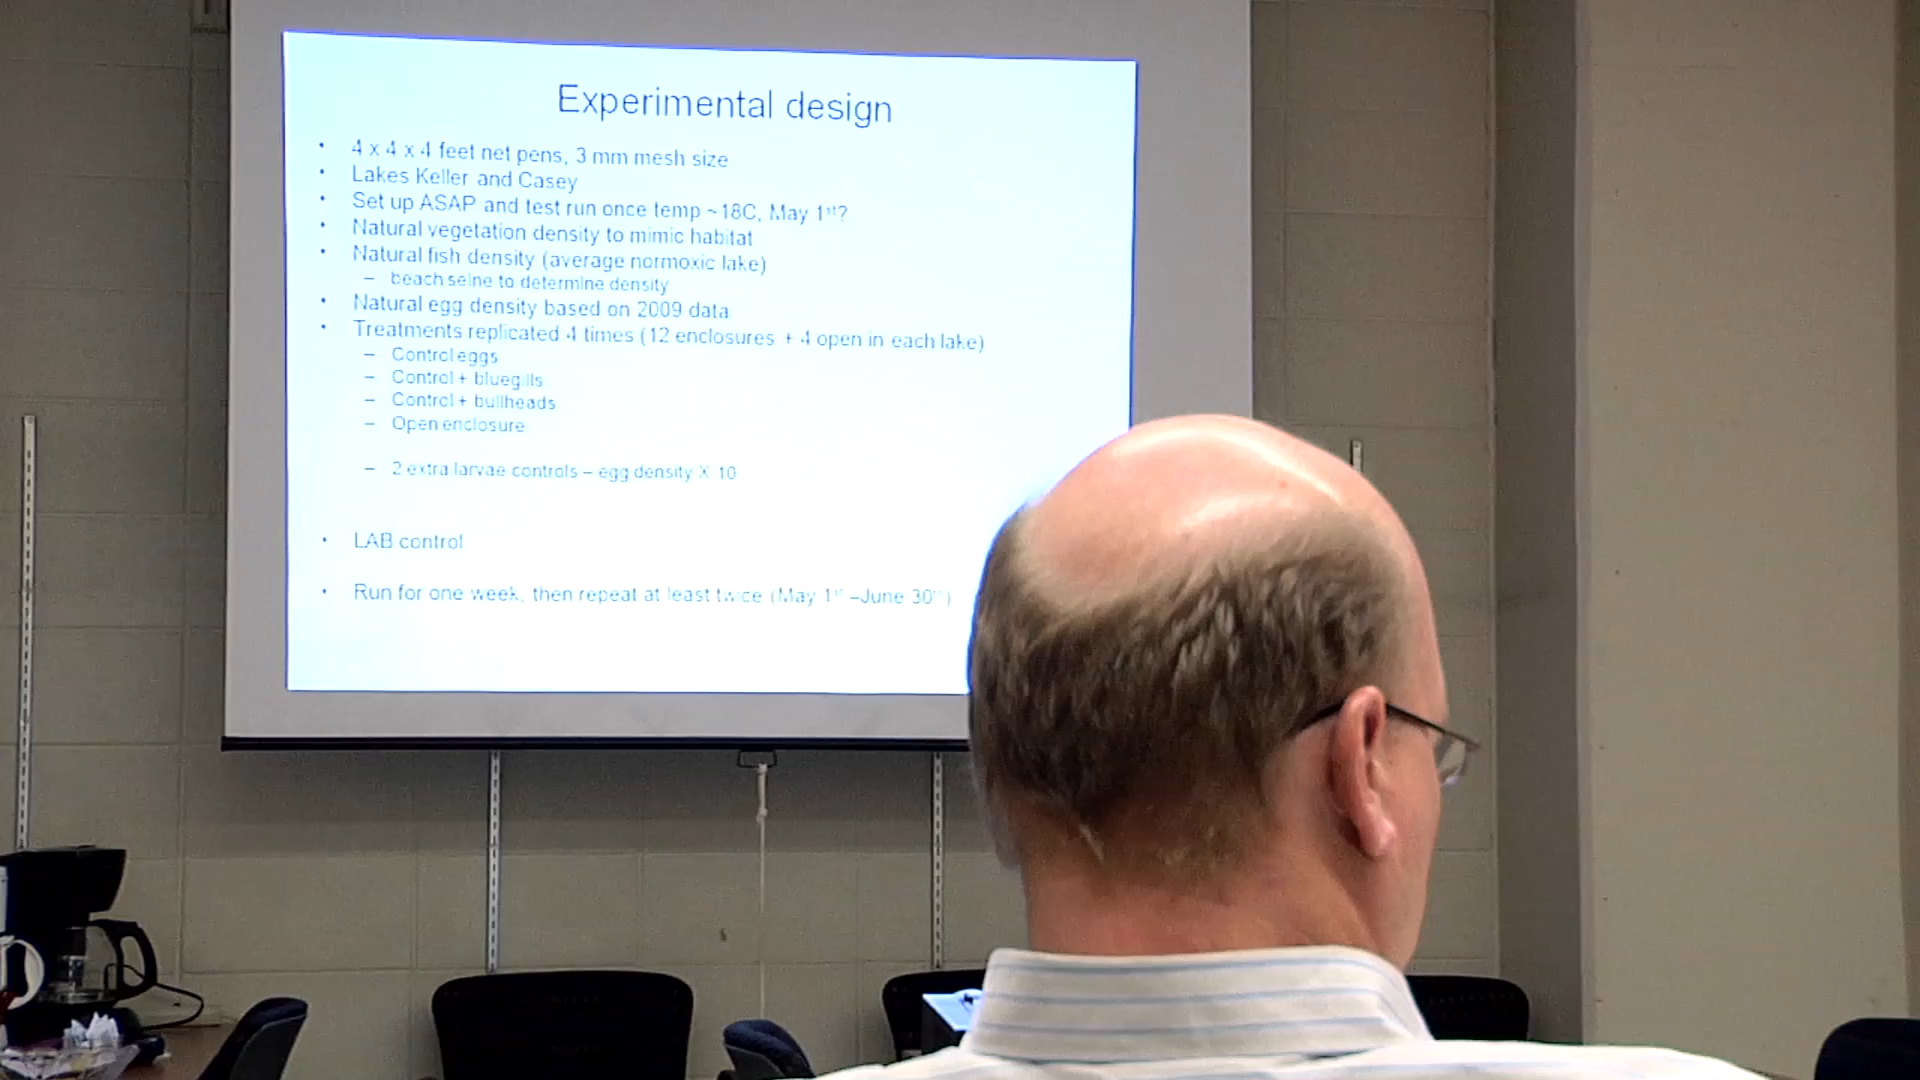 Experimental design
• 4 x 4 x 4 feet net pens, 3 mm mesh size
• Lakes Keller and Casey
• Set up ASAP and test run once temp ~18C, May 1st?
• Natural vegetation density to mimic habitat
• Natural fish density (average normoxic lake)
– beach seine to determine density
• Natural egg density based on 2009 data
• Treatments replicated 4 times (12 enclosures + 4 open in each lake)
– Control eggs
– Control + bluegills
– Control + bullheads
– Open enclosure
– 2 extra larvae controls – egg density X 10
• LAB control
• Run for one week, then repeat at least twice (May 1st –June 30th)